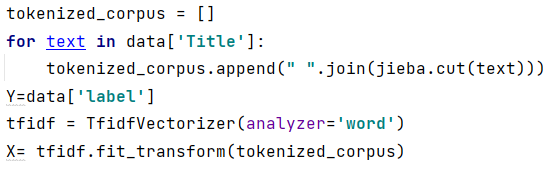 tokenized_corpus = []
for text in data['Title']:
    tokenized_corpus.append(" ".join(jieba.cut(text)))
Y=data['label']
tfidf = TfidfVectorizer(analyzer='word')
X= tfidf.fit_transform(tokenized_corpus)